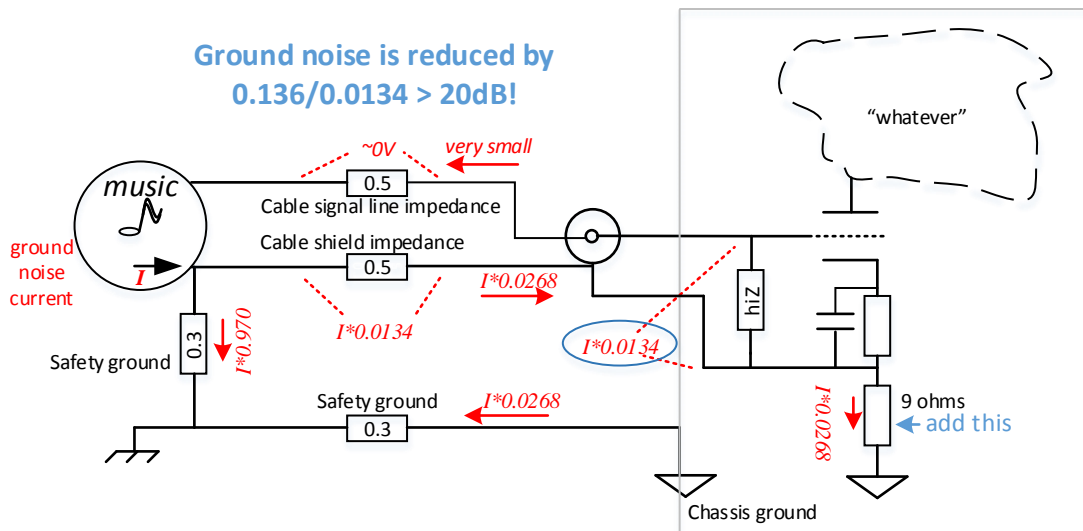 Ground noise is reduced by
0.136/0.0134 > 20dB!
“whatever”
~0V
very small
music
0.5
Cable signal line impedance
Cable shield impedance
ground
noise
current
I
0.5
I*0.0268
hiZ
I*0.0134
I*0.0134
0.3
I*0.970
Safety ground
Safety ground
I*0.0268
0.3
I*0.0268
9 ohms
add this
Chassis ground